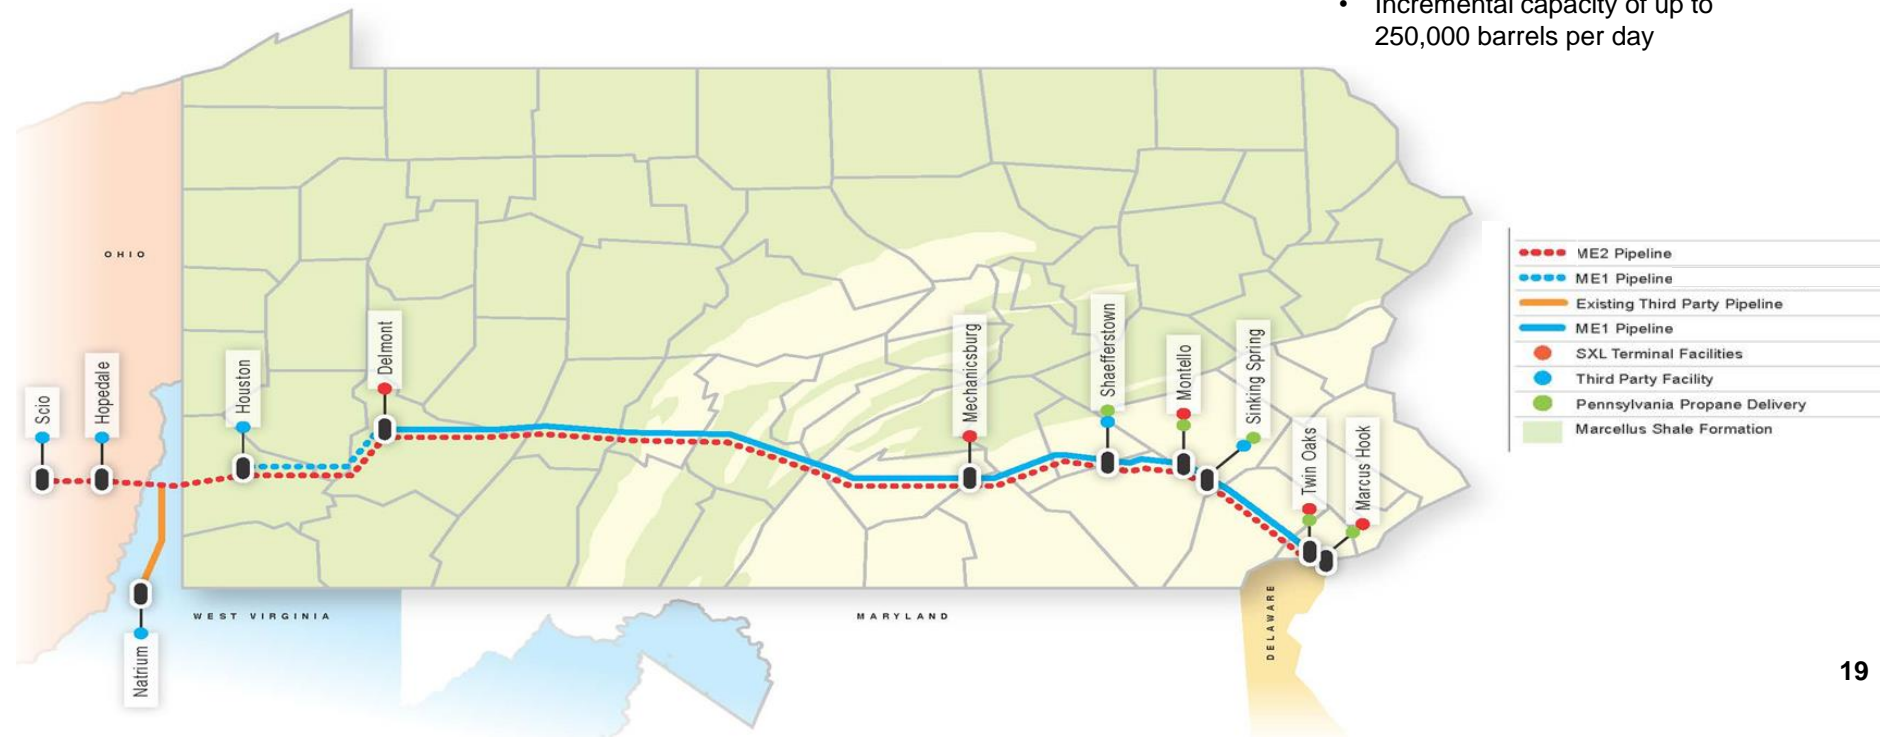 • Incremental capacity of up to
250,000 barrels per day
OHIO
Scio
Hopedale
Houston
Delmont
Mechanicsburg
Shaefferstown
Montello
Sinking Spring
Twin Oaks
Marcus Hook
Natrium
WEST VIRGINIA
MARYLAND
DELAWARE
ME2 Pipeline
ME1 Pipeline
Existing Third Party Pipeline
ME1 Pipeline
SXL Terminal Facilities
Third Party Facility
Pennsylvania Propane Delivery
Marcellus Shale Formation
19